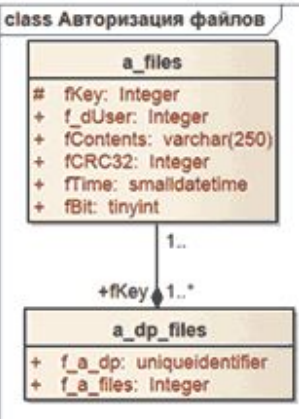 class Авторизация файлов
a_files
# fKey: Integer
+ f_dUser: Integer
+ fContents: varchar(250)
+ fCRC32: Integer
+ fTime: smalldatetime
+ fBit: tinyint
1..
+fKey 1..*
a_dp_files
+ f_a_dp: uniqueidentifier
+ f_a_files: Integer